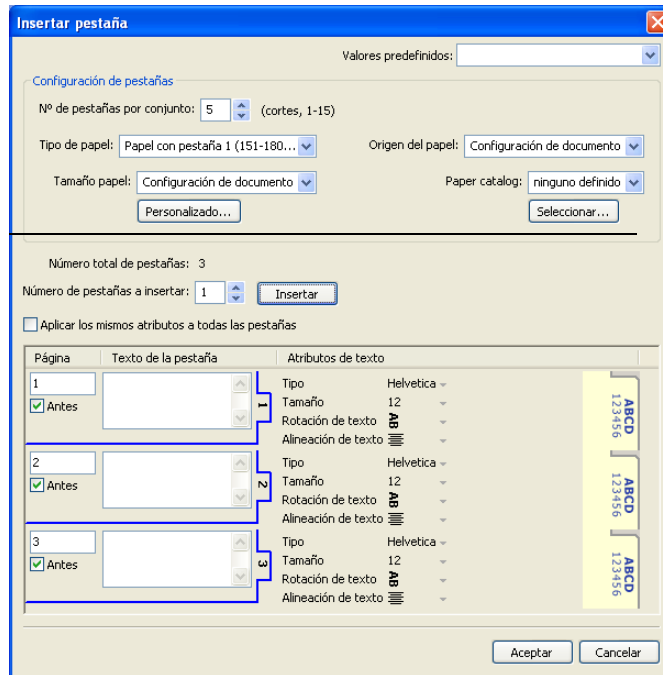 Insertar pestaña
Valores predefinidos:
Configuración de pestañas
Nº de pestañas por conjunto: 5 (cortes, 1-15)
Tipo de papel: Papel con pestaña 1 (151-180... Origen del papel: Configuración de documento
Tamaño papel: Configuración de documento Paper catalog: ninguno definido
Personalizado... Seleccionar...
Número total de pestañas: 3
Número de pestañas a insertar: 1 Insertar
Aplicar los mismos atributos a todas las pestañas
Página Texto de la pestaña Atributos de texto
1 Tipo Helvetica
Antes 1 Tamaño 12 ABCD
Rotación de texto AB 123456
Alineación de texto
2 Tipo Helvetica
Antes 2 Tamaño 12 ABCD
Rotación de texto AB 123456
Alineación de texto
3 Tipo Helvetica
Antes 3 Tamaño 12 ABCD
Rotación de texto AB 123456
Alineación de texto
Aceptar Cancelar